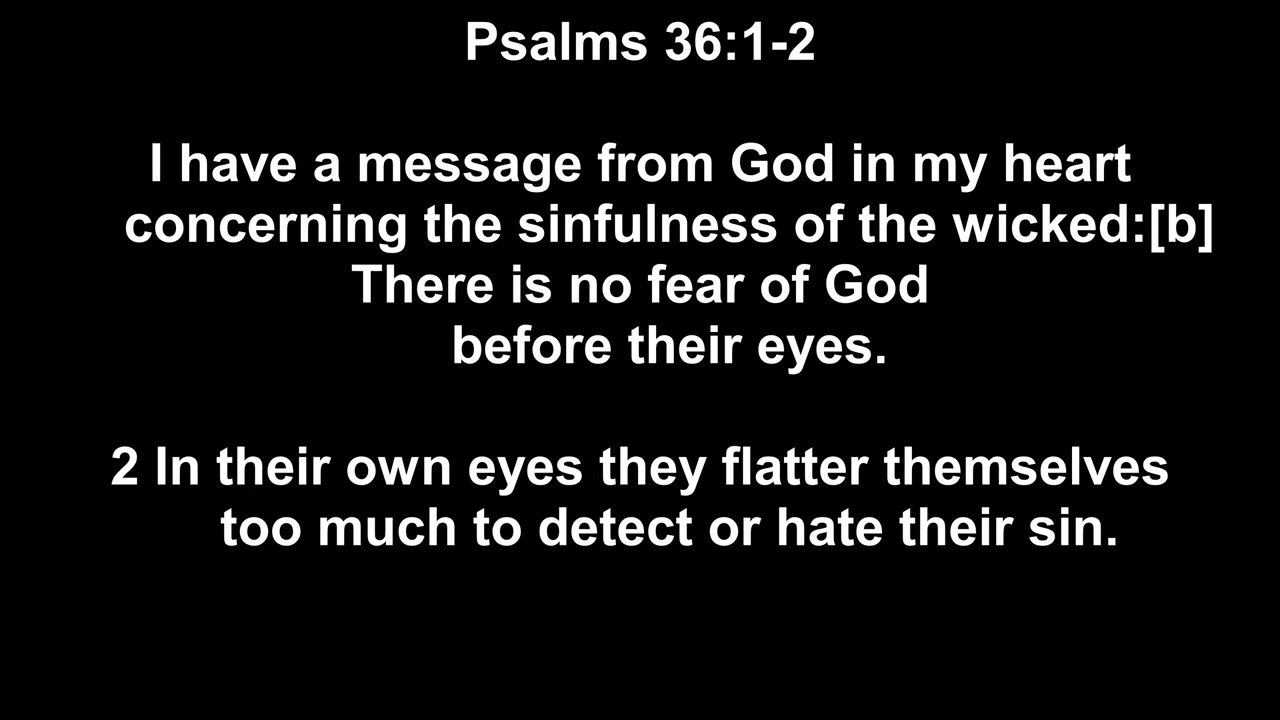 Psalms 36:1-2
I have a message from God in my heart
concerning the sinfulness of the wicked:[b]
There is no fear of God
before their eyes.
2 In their own eyes they flatter themselves
too much to detect or hate their sin.